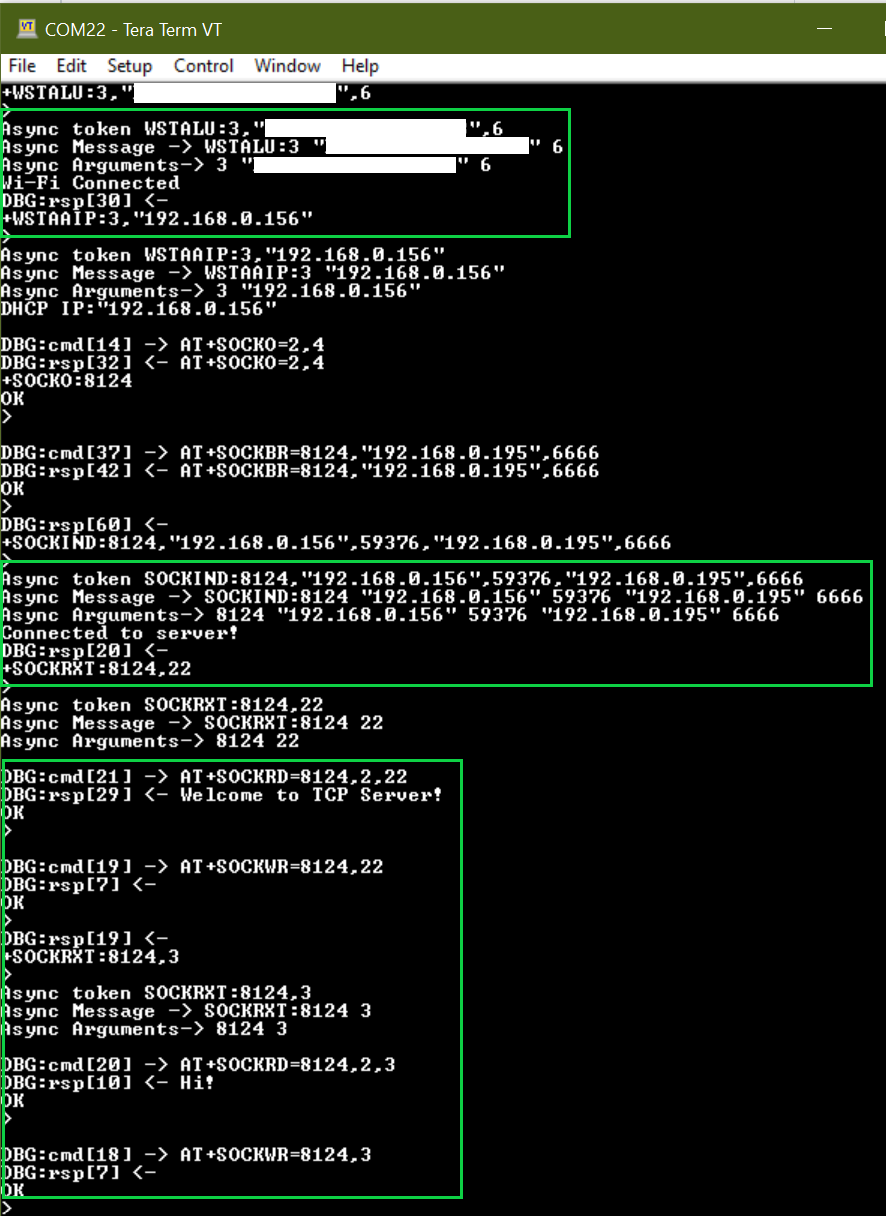 VT COM22 - Tera Term VT
File Edit Setup Control Window Help
+WSTALU:3,"",6
>
Async token WSTALU:3,"",6
Async Message -> WSTALU:3 "" 6
Async Arguments-> 3 "" 6
Wi-Fi Connected
DBG:rsp[30] <-
+WSTAAIP:3,"192.168.0.156"
>
Async token WSTAAIP:3,"192.168.0.156"
Async Message -> WSTAAIP:3 "192.168.0.156"
Async Arguments-> 3 "192.168.0.156"
DHCP IP:"192.168.0.156"
DBG:cmd[14] -> AT+SOCKO=2,4
DBG:rsp[32] <- AT+SOCKO=2,4
+SOCKO:8124
OK
>
DBG:cmd[37] -> AT+SOCKBR=8124,"192.168.0.195",6666
DBG:rsp[42] <- AT+SOCKBR=8124,"192.168.0.195",6666
OK
>
DBG:rsp[60] <-
+SOCKIND:8124,"192.168.0.156",59376,"192.168.0.195",6666
>
Async token SOCKIND:8124,"192.168.0.156",59376,"192.168.0.195",6666
Async Message -> SOCKIND:8124 "192.168.0.156" 59376 "192.168.0.195" 6666
Async Arguments-> 8124 "192.168.0.156" 59376 "192.168.0.195" 6666
Connected to server!
DBG:rsp[20] <-
+SOCKRXT:8124,22
>
Async token SOCKRXT:8124,22
Async Message -> SOCKRXT:8124 22
Async Arguments-> 8124 22
DBG:cmd[21] -> AT+SOCKRD=8124,2,22
DBG:rsp[29] <- Welcome to TCP Server!
OK
>
DBG:cmd[19] -> AT+SOCKWR=8124,22
DBG:rsp[7] <-
OK
>
DBG:rsp[19] <-
+SOCKRXT:8124,3
>
Async token SOCKRXT:8124,3
Async Message -> SOCKRXT:8124 3
Async Arguments-> 8124 3
DBG:cmd[20] -> AT+SOCKRD=8124,2,3
DBG:rsp[10] <- Hi!
OK
>
DBG:cmd[18] -> AT+SOCKWR=8124,3
DBG:rsp[7] <-
OK
>